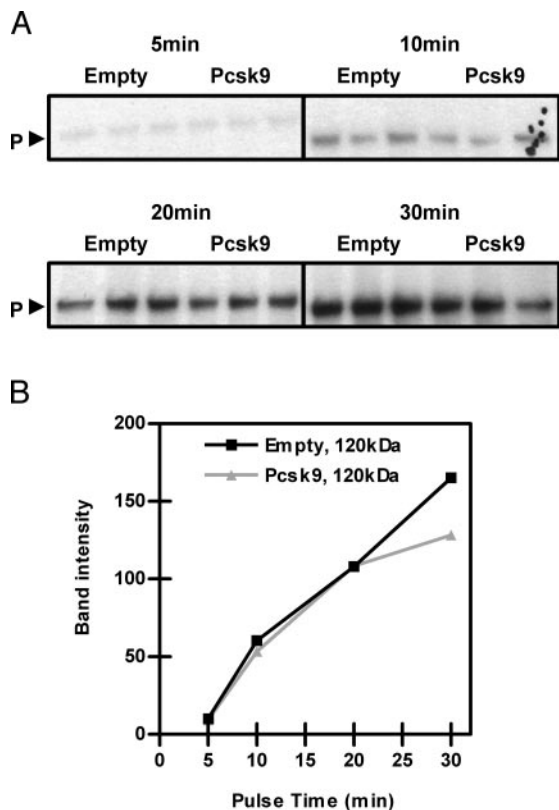 A
5min 10min
Empty Pcsk9 Empty Pcsk9
P
20min 30min
Empty Pcsk9 Empty Pcsk9
P
B
200
Empty, 120kDa
Pcsk9, 120kDa
150
Band intensity
100
50
0
0 5 10 15 20 25 30
Pulse Time (min)